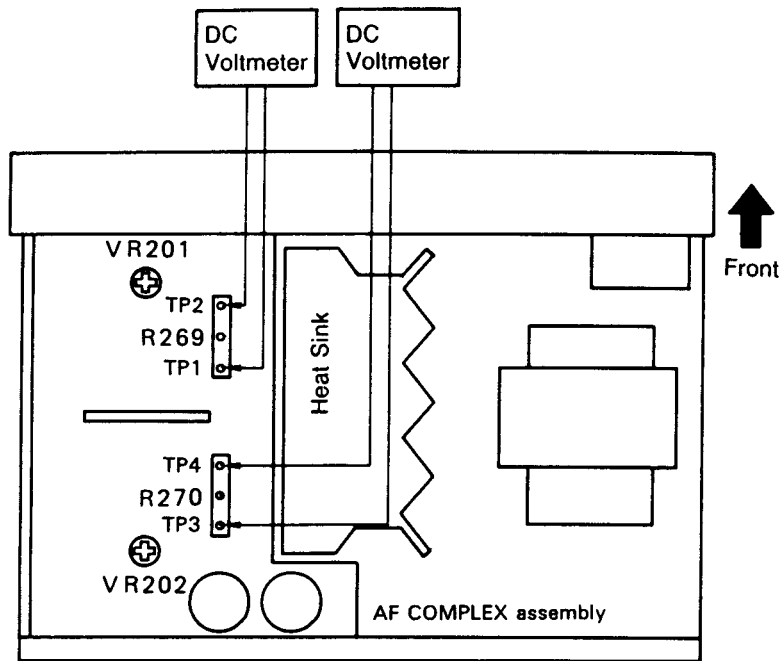 DC
Voltmeter
DC
Voltmeter
Front
VR201
TP2
R269
TP1
Heat Sink
TP4
R270
TP3
VR202
AF COMPLEX assembly